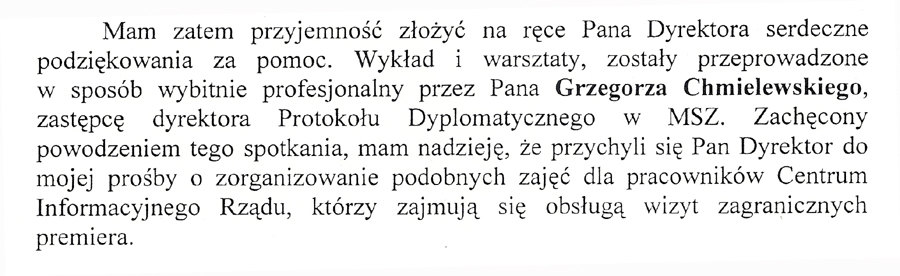 Mam zatem przyjemność złożyć na ręce Pana Dyrektora serdeczne
podziękowania za pomoc. Wykład i warsztaty, zostały przeprowadzone
w sposób wybitnie profesjonalny przez Pana Grzegorza Chmielewskiego,
zastępcę dyrektora Protokołu Dyplomatycznego w MSZ. Zachęcony
powodzeniem tego spotkania, mam nadzieję, że przychyli się Pan Dyrektor do
mojej prośby o zorganizowanie podobnych zajęć dla pracowników Centrum
Informacyjnego Rządu, którzy zajmują się obsługą wizyt zagranicznych
premiera.